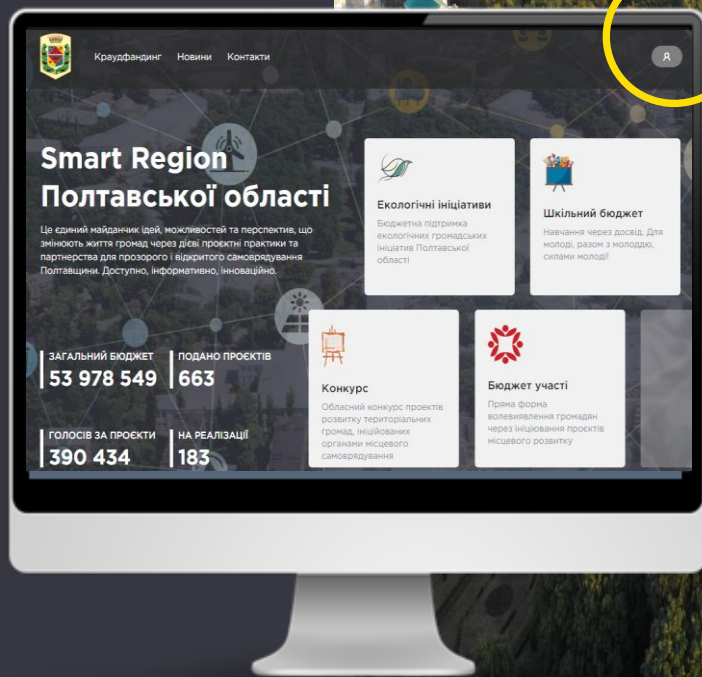 Краудфандинг Новини Контакти
Smart Region
Полтавської області
Це єдиний майданчик ідей, можливостей та перспектив, що
змінюють життя громад через дієві проєктні практики та
партнерства для прозорого і відкритого самоврядування
Полтавщини. Доступно, інформативно, інноваційно.
ЗАГАЛЬНИЙ БЮДЖЕТ
53 978 549
ПОДАНО ПРОЄКТІВ
663
ГОЛОСІВ ЗА ПРОЄКТИ
390 434
НА РЕАЛІЗАЦІЇ
183
Екологічні ініціативи
Бюджетна підтримка
екологічних громадських
ініціатив Полтавської
області
Шкільний бюджет
Навчання через досвід. Для
молоді, разом з молоддю,
силами молоді!
Конкурс
Обласний конкурс проектів
розвитку територіальних
громад, ініційованих
органами місцевого
самоврядування
Бюджет участі
Пряма форма
волевиявлення громадян
через ініціювання проєктів
місцевого розвитку